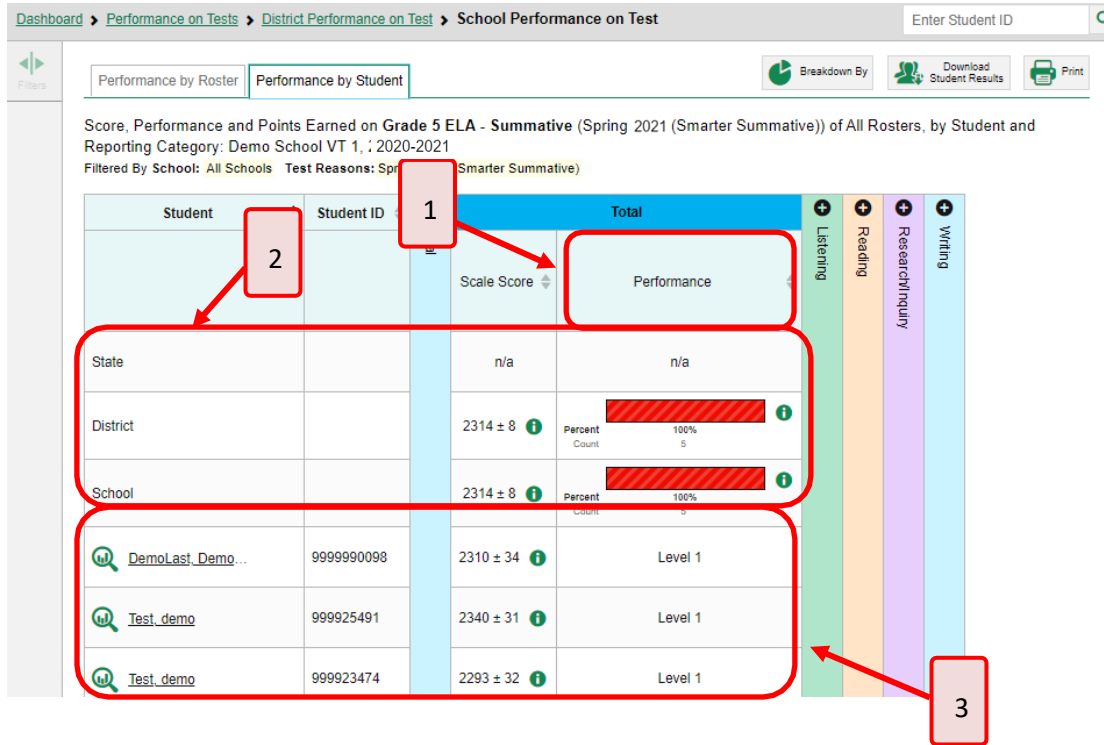 Dashboard > Performance on Tests > District Performance on Test > School Performance on Test
Enter Student ID
Filters
Performance by Roster
Performance by Student
Breakdown By
Download
Student Results
Print
Score, Performance and Points Earned on Grade 5 ELA - Summative (Spring 2021 (Smarter Summative)) of All Rosters, by Student and
Reporting Category: Demo School VT 1, 2020-2021
Filtered By School: All Schools Test Reasons: Smarter Summative)
1
2
Student
Student ID
Total
Scale Score
Performance
Listening
Reading
Research/Inquiry
Writing
State
n/a
n/a
District
2314 ± 8
Percent 100%
Count 5
School
2314 ± 8
Percent 100%
Count 5
DemoLast, Demo...
9999990098
2310 ± 34
Level 1
Test, demo
999925491
2340 ± 31
Level 1
Test, demo
999923474
2293 ± 32
Level 1
3